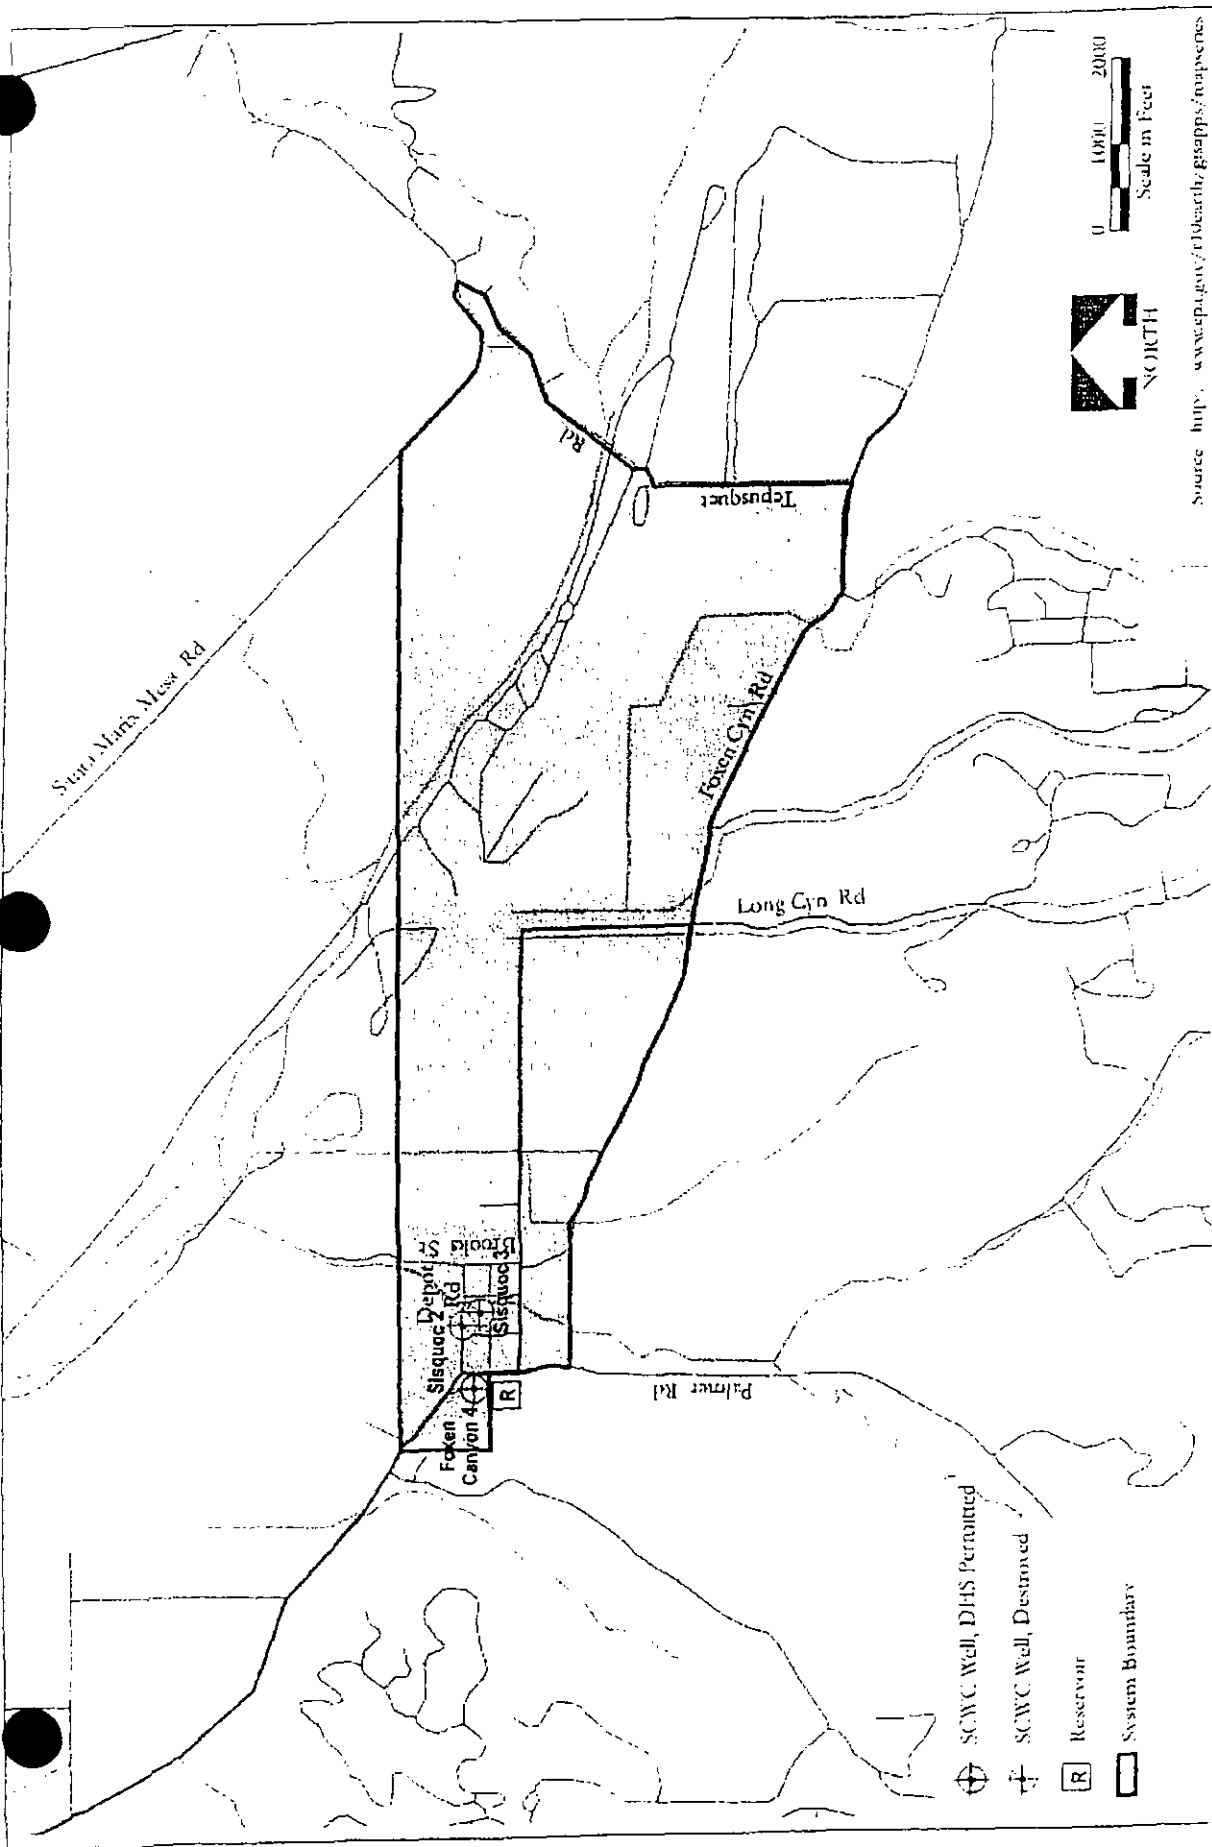 Santa Maria Mesa Rd
Rd
Tepusquet
Foxen Cyn Rd
Long Cyn Rd
Brooks St
Depot
Rd
Sisquoc 2
Sisquoc 3
Foxen
Canyon 4
R
Palmer Rd
SCWC Well, DHS Permitted
SCWC Well, Destroyed
R
Reservoir
System Boundary
NORTH
0 1000 2000
Scale in Feet
Source